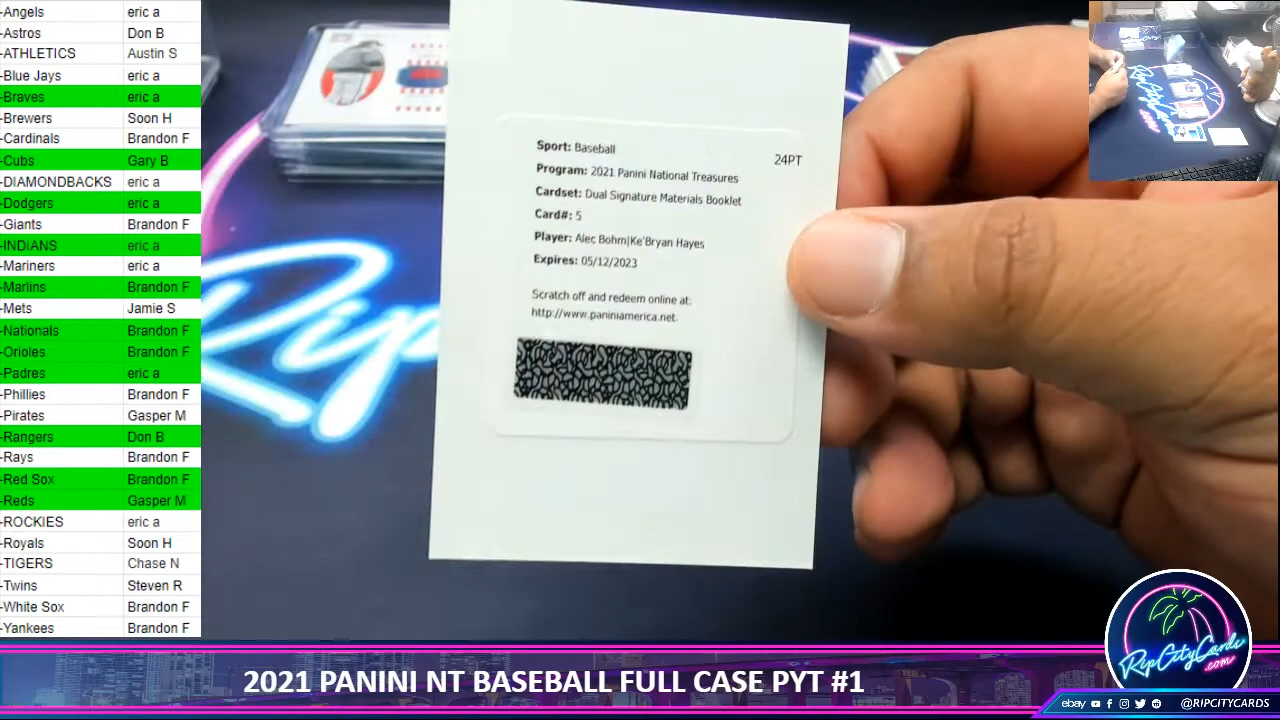 -Angels eric a
-Astros Don B
-ATHLETICS Austin S
-Blue Jays eric a
-Braves eric a
-Brewers Soon H
-Cardinals Brandon F
-Cubs Gary B
-DIAMONDBACKS eric a
-Dodgers eric a
-Giants Brandon F
-INDIANS eric a
-Mariners eric a
-Marlins Brandon F
-Mets Jamie S
-Nationals Brandon F
-Orioles Brandon F
-Padres eric a
-Phillies Brandon F
-Pirates Gasper M
-Rangers Don B
-Rays Brandon F
-Red Sox Brandon F
-Reds Gasper M
-ROCKIES eric a
-Royals Soon H
-TIGERS Chase N
-Twins Steven R
-White Sox Brandon F
-Yankees Brandon F
24PT
Sport: Baseball
Program: 2021 Panini National Treasures
Cardset: Dual Signature Materials Booklet
Card#: 5
Player: Alec Bohm|Ke'Bryan Hayes
Expires: 05/12/2023
Scratch off and redeem online at:
http://www.paniniamerica.net.
Rip
RipCityCards
.com
2021 PANINI NT BASEBALL FULL CASE PYT #1
ebay @RIPCITYCARDS